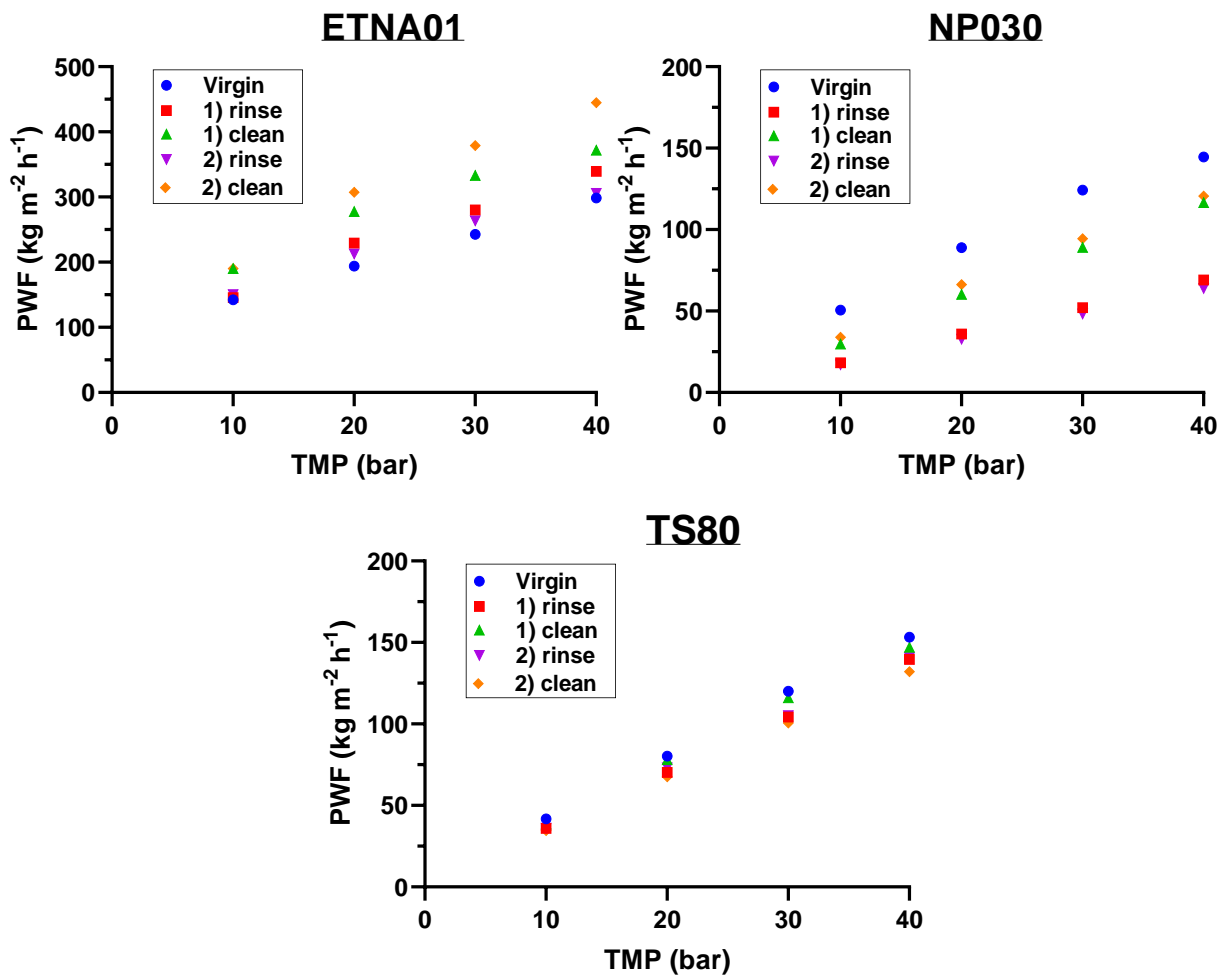 ETNA01
500
400
300
200
100
0
0
10
20
30
40
PWF (kg m⁻² h⁻¹)
TMP (bar)
Virgin
1) rinse
1) clean
2) rinse
2) clean
NP030
200
150
100
50
0
0
10
20
30
40
PWF (kg m⁻² h⁻¹)
TMP (bar)
Virgin
1) rinse
1) clean
2) rinse
2) clean
TS80
200
150
100
50
0
0
10
20
30
40
PWF (kg m⁻² h⁻¹)
TMP (bar)
Virgin
1) rinse
1) clean
2) rinse
2) clean